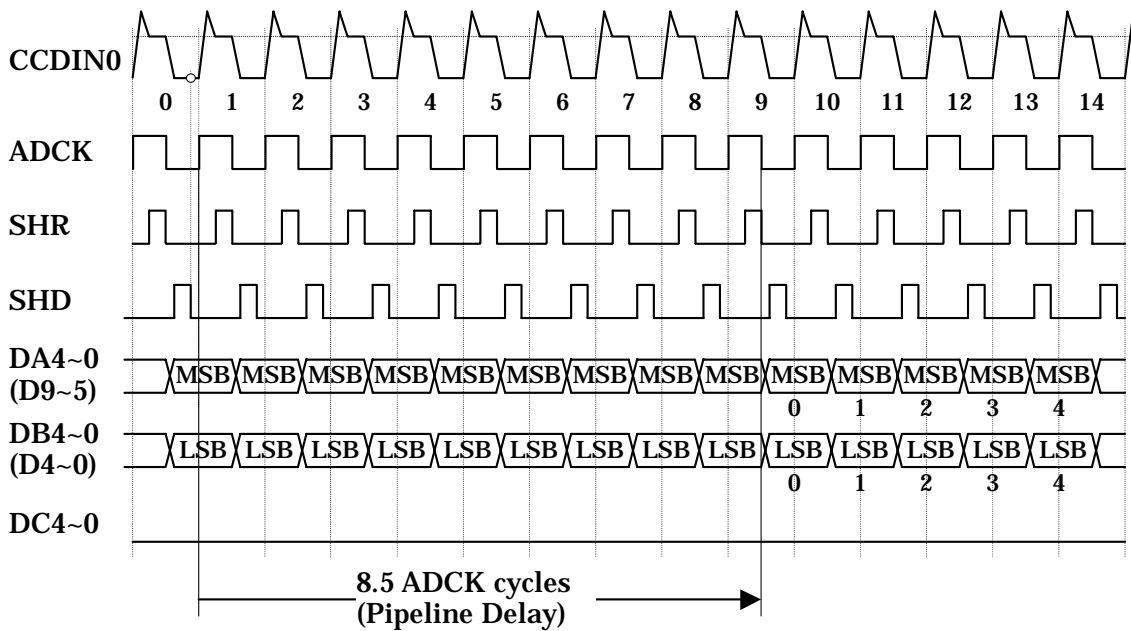 CCDIN0
0 1 2 3 4 5 6 7 8 9 10 11 12 13 14
ADCK
SHR
SHD
DA4~0
(D9~5)
MSB MSB MSB MSB MSB MSB MSB MSB MSB MSB MSB MSB MSB MSB
0 1 2 3 4
DB4~0
(D4~0)
LSB LSB LSB LSB LSB LSB LSB LSB LSB LSB LSB LSB LSB LSB
0 1 2 3 4
DC4~0
8.5 ADCK cycles
(Pipeline Delay)